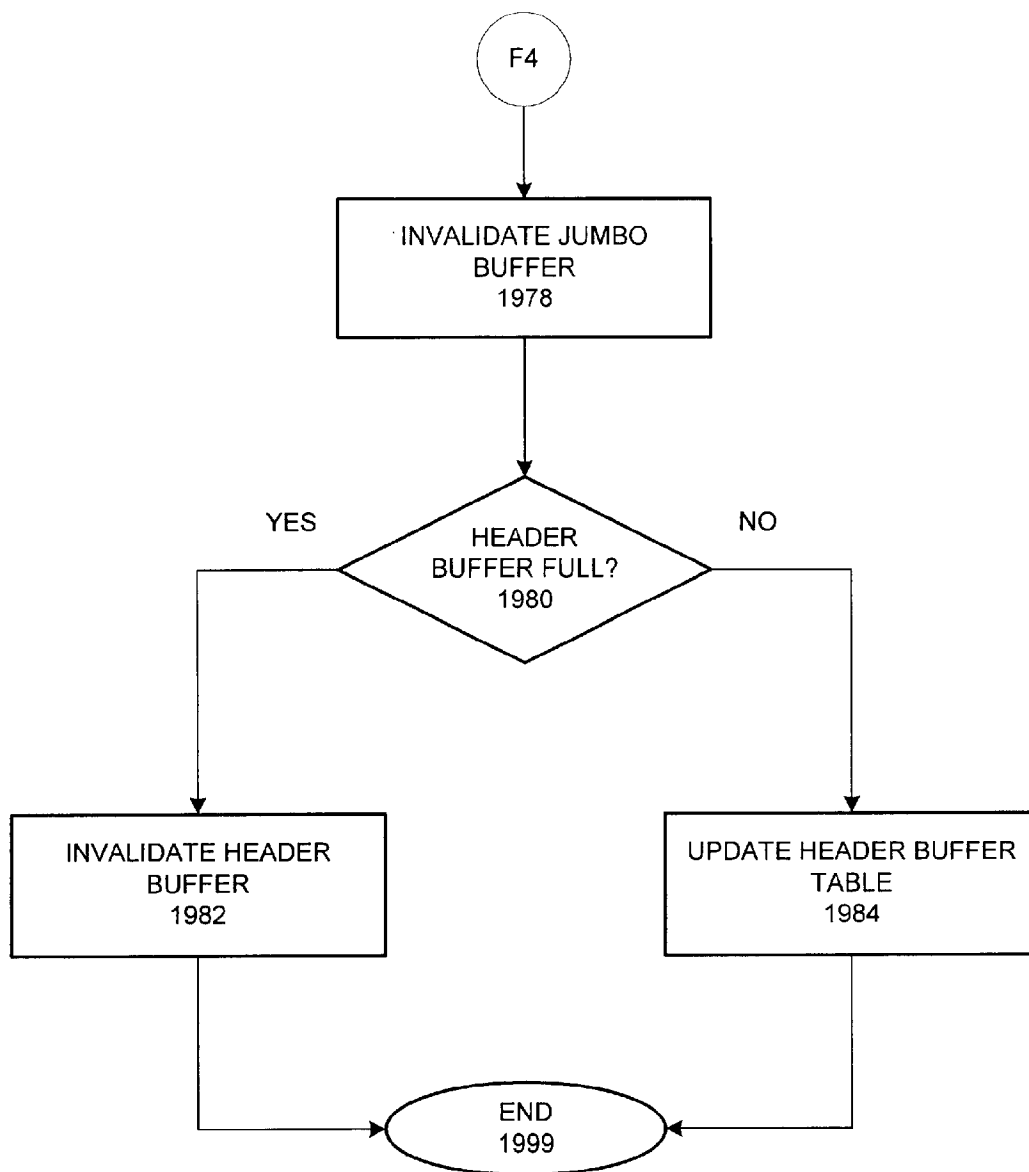 F4
INVALIDATE JUMBO
BUFFER
1978
YES
NO
HEADER
BUFFER FULL?
1980
INVALIDATE HEADER
BUFFER
1982
UPDATE HEADER BUFFER
TABLE
1984
END
1999